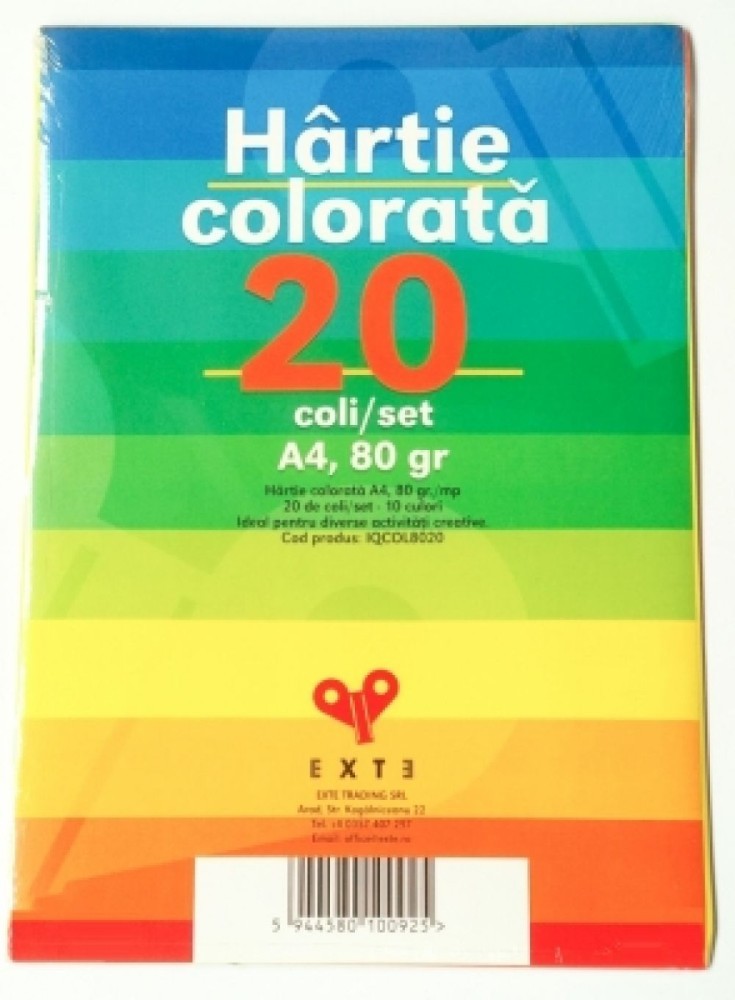 Hârtie
colorată
20
coli/set
A4, 80 gr
Hârtie colorată A4, 80 gr./mp
20 de coli/set - 10 culori
Ideal pentru diverse activități creative.
Cod produs: IQCOL8020
EXTE
EXTE TRADING SRL
Arad, Str. Kogălniceanu 22
5 944580 100923 >